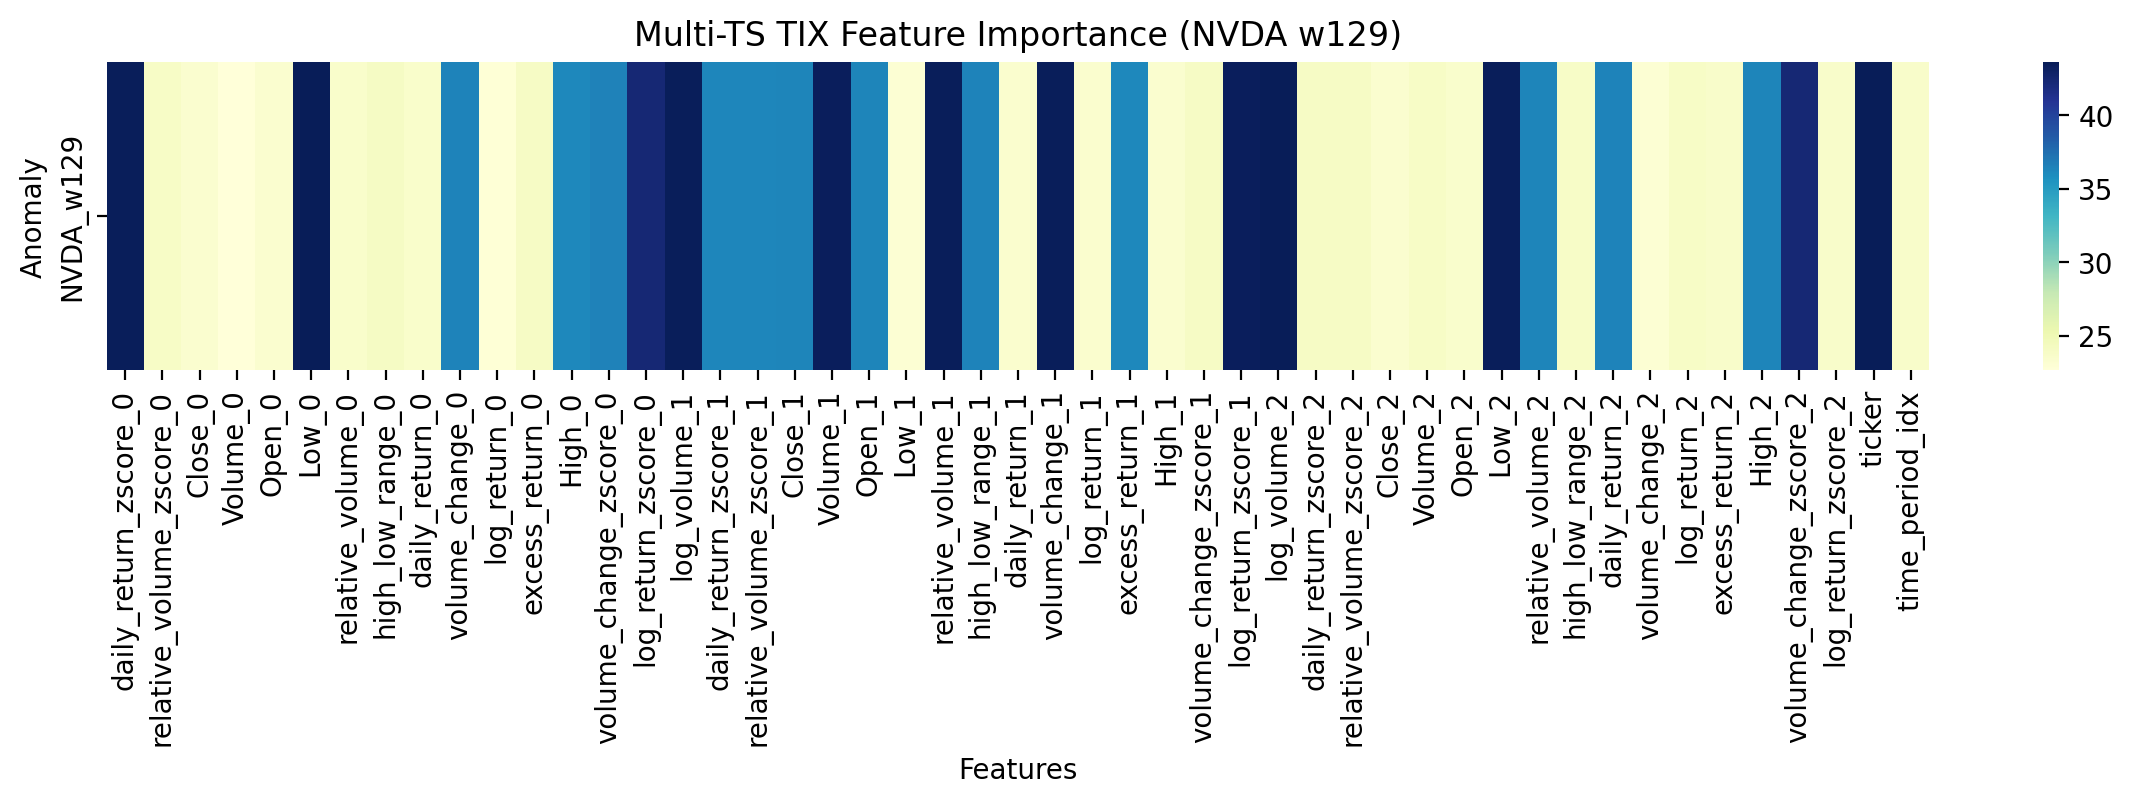 Multi-TS TIX Feature Importance (NVDA w129)
Anomaly
NVDA_w129
40
35
30
25
daily_return_zscore_0
relative_volume_zscore_0
Close_0
Volume_0
Open_0
Low_0
relative_volume_0
high_low_range_0
daily_return_0
volume_change_0
log_return_0
excess_return_0
High_0
volume_change_zscore_0
log_return_zscore_0
log_volume_1
daily_return_zscore_1
relative_volume_zscore_1
Close_1
Volume_1
Open_1
Low_1
relative_volume_1
high_low_range_1
daily_return_1
volume_change_1
log_return_1
excess_return_1
High_1
volume_change_zscore_1
log_return_zscore_1
log_volume_2
daily_return_zscore_2
relative_volume_zscore_2
Close_2
Volume_2
Open_2
Low_2
relative_volume_2
high_low_range_2
daily_return_2
volume_change_2
log_return_2
excess_return_2
High_2
volume_change_zscore_2
log_return_zscore_2
ticker
time_period_idx
Features